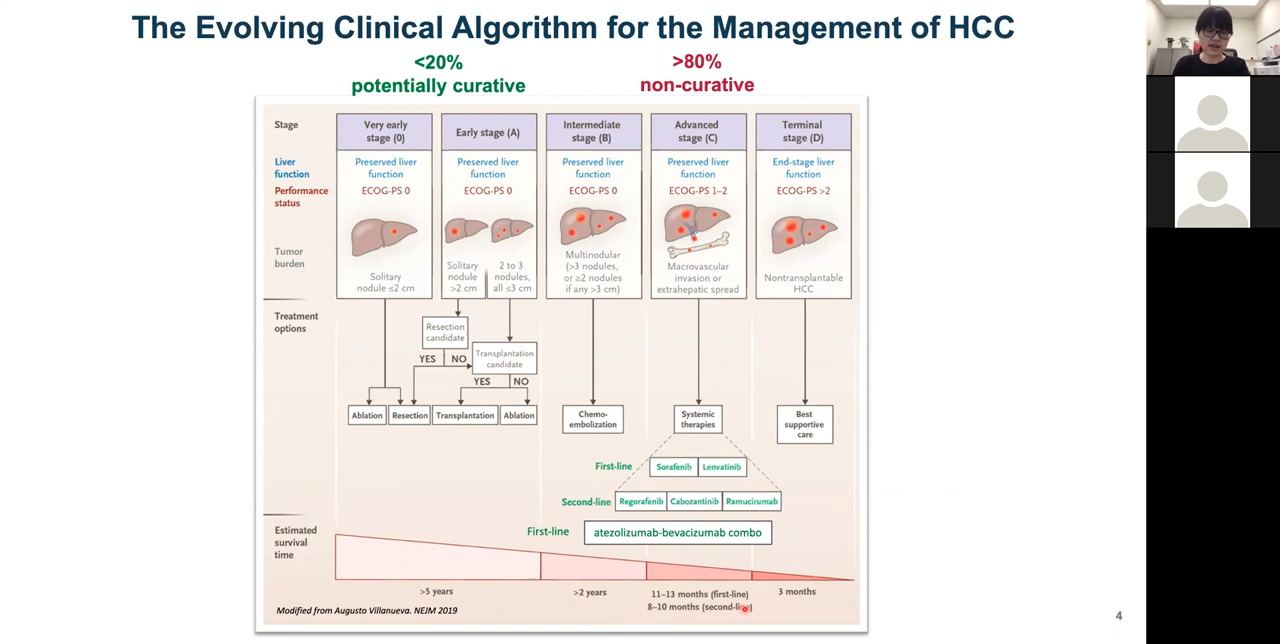 The Evolving Clinical Algorithm for the Management of HCC
<20%
potentially curative
>80%
non-curative
Stage
Very early
stage (0)
Early stage (A)
Intermediate
stage (B)
Advanced
stage (C)
Terminal
stage (D)
Liver
function
Preserved liver
function
Preserved liver
function
Preserved liver
function
Preserved liver
function
End-stage liver
function
Performance
status
ECOG-PS 0
ECOG-PS 0
ECOG-PS 0
ECOG-PS 1–2
ECOG-PS >2
Tumor
burden
Solitary
nodule ≤2 cm
Solitary
nodule
>2 cm
2 to 3
nodules,
all ≤3 cm
Multinodular
(>3 nodules,
or ≥2 nodules
if any >3 cm)
Macrovascular
invasion or
extrahepatic spread
Nontransplantable
HCC
Treatment
options
Resection
candidate
YES
NO
Transplantation
candidate
YES
NO
Ablation
Resection
Transplantation
Ablation
Chemo-
embolization
Systemic
therapies
Best
supportive
care
First-line
Sorafenib
Lenvatinib
Second-line
Regorafenib
Cabozantinib
Ramucirumab
First-line
atezolizumab-bevacizumab combo
Estimated
survival
time
>5 years
>2 years
11–13 months (first-line)
8–10 months (second-line)
3 months
Modified from Augusto Villanueva. NEJM 2019
4